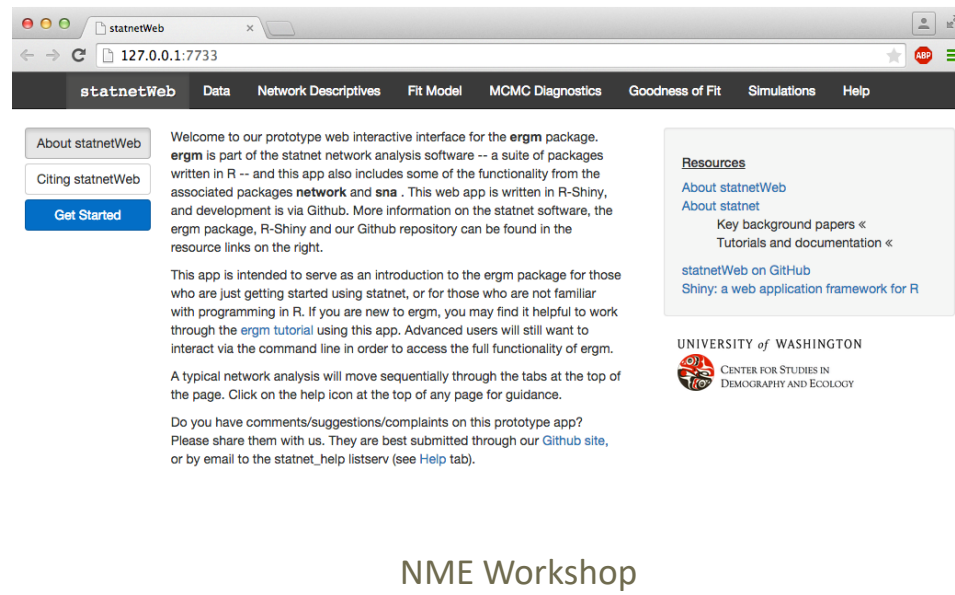 statnetWeb
127.0.0.1:7733
ABP
statnetWeb Data Network Descriptives Fit Model MCMC Diagnostics Goodness of Fit Simulations Help
About statnetWeb
Citing statnetWeb
Get Started
Welcome to our prototype web interactive interface for the ergm package.
ergm is part of the statnet network analysis software -- a suite of packages
written in R -- and this app also includes some of the functionality from the
associated packages network and sna . This web app is written in R-Shiny,
and development is via Github. More information on the statnet software, the
ergm package, R-Shiny and our Github repository can be found in the
resource links on the right.
This app is intended to serve as an introduction to the ergm package for those
who are just getting started using statnet, or for those who are not familiar
with programming in R. If you are new to ergm, you may find it helpful to work
through the ergm tutorial using this app. Advanced users will still want to
interact via the command line in order to access the full functionality of ergm.
A typical network analysis will move sequentially through the tabs at the top of
the page. Click on the help icon at the top of any page for guidance.
Do you have comments/suggestions/complaints on this prototype app?
Please share them with us. They are best submitted through our Github site,
or by email to the statnet_help listserv (see Help tab).
Resources
About statnetWeb
About statnet
Key background papers «
Tutorials and documentation «
statnetWeb on GitHub
Shiny: a web application framework for R
UNIVERSITY of WASHINGTON
CENTER FOR STUDIES IN
DEMOGRAPHY AND ECOLOGY
NME Workshop